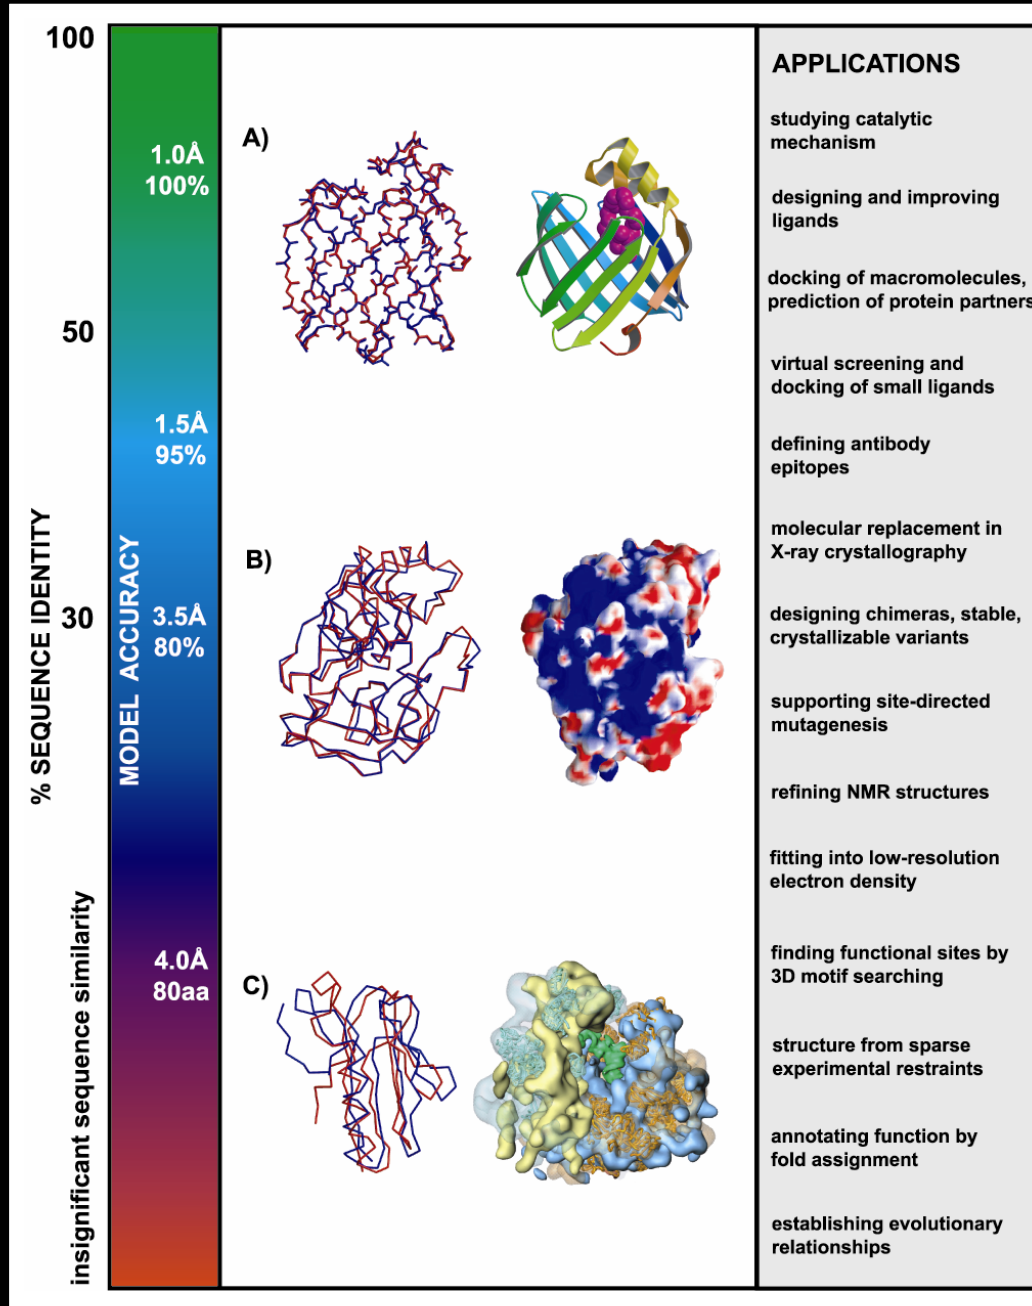 100
50
30
% SEQUENCE IDENTITY
insignificant sequence similarity
MODEL ACCURACY
1.0Å
100%
1.5Å
95%
3.5Å
80%
4.0Å
80aa
A)
B)
C)
APPLICATIONS
studying catalytic
mechanism
designing and improving
ligands
docking of macromolecules,
prediction of protein partners
virtual screening and
docking of small ligands
defining antibody
epitopes
molecular replacement in
X-ray crystallography
designing chimeras, stable,
crystallizable variants
supporting site-directed
mutagenesis
refining NMR structures
fitting into low-resolution
electron density
finding functional sites by
3D motif searching
structure from sparse
experimental restraints
annotating function by
fold assignment
establishing evolutionary
relationships